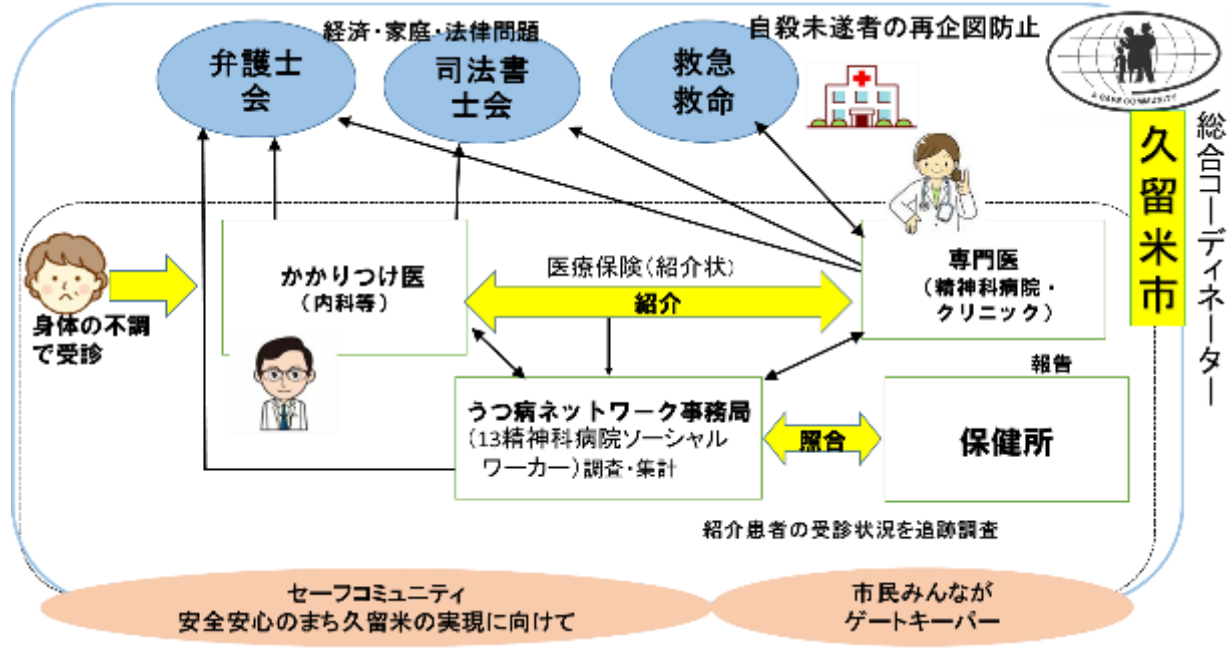 経済・家庭・法律問題
自殺未遂者の再企図防止
弁護士
会
司法書
士会
救急
救命
A SAFE COMMUNITY
久留米市
総合コーディネーター
かかりつけ医
（内科等）
医療保険（紹介状）
紹介
専門医
（精神科病院・
クリニック）
身体の不調
で受診
報告
うつ病ネットワーク事務局
（13精神科病院ソーシャル
ワーカー）調査・集計
照合
保健所
紹介患者の受診状況を追跡調査
セーフコミュニティ
安全安心のまち久留米の実現に向けて
市民みんなが
ゲートキーパー